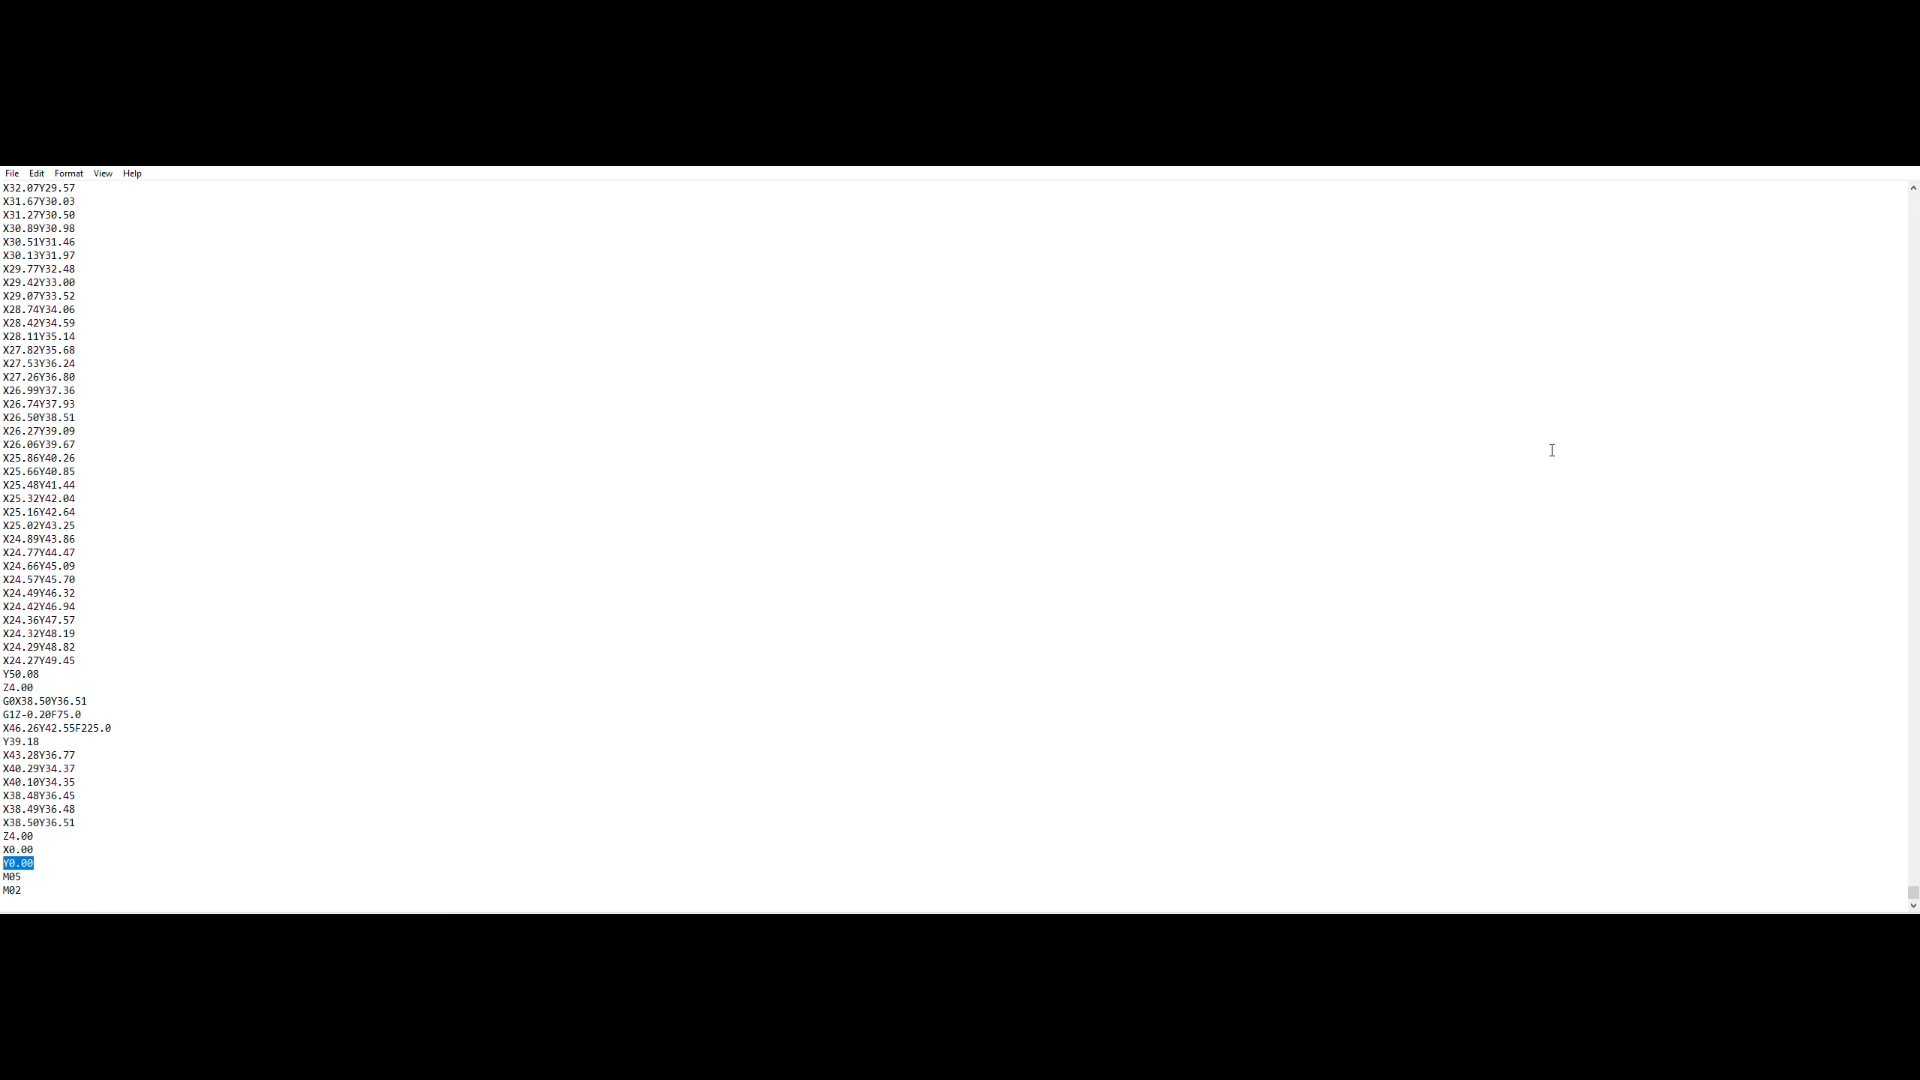 File Edit Format View Help
X32.07Y29.57
X31.67Y30.03
X31.27Y30.50
X30.89Y30.98
X30.51Y31.46
X30.13Y31.97
X29.77Y32.48
X29.42Y33.00
X29.07Y33.52
X28.74Y34.06
X28.42Y34.59
X28.11Y35.14
X27.82Y35.68
X27.53Y36.24
X27.26Y36.80
X26.99Y37.36
X26.74Y37.93
X26.50Y38.51
X26.27Y39.09
X26.06Y39.67
X25.86Y40.26
X25.66Y40.85
X25.48Y41.44
X25.32Y42.04
X25.16Y42.64
X25.02Y43.25
X24.89Y43.86
X24.77Y44.47
X24.66Y45.09
X24.57Y45.70
X24.49Y46.32
X24.42Y46.94
X24.36Y47.57
X24.32Y48.19
X24.29Y48.82
X24.27Y49.45
Y50.08
Z4.00
G0X38.50Y36.51
G1Z-0.20F75.0
X46.26Y42.55F225.0
Y39.18
X43.28Y36.77
X40.29Y34.37
X40.10Y34.35
X38.48Y36.45
X38.49Y36.48
X38.50Y36.51
Z4.00
X0.00
Y0.00
M05
M02